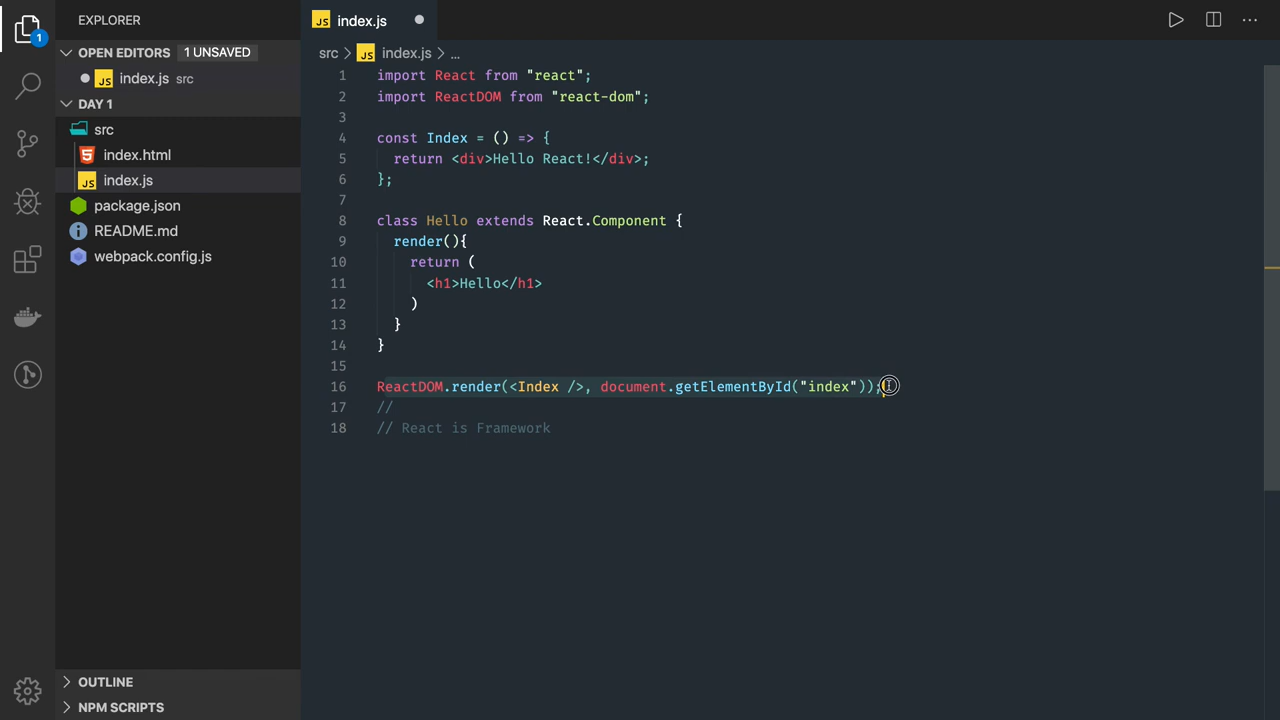 EXPLORER
OPEN EDITORS 1 UNSAVED
JS index.js src
DAY 1
src
index.html
JS index.js
package.json
README.md
webpack.config.js
OUTLINE
NPM SCRIPTS
1
JS index.js
src > JS index.js > ...
1 import React from "react";
2 import ReactDOM from "react-dom";
3
4 const Index = () => {
5 return <div>Hello React!</div>;
6 };
7
8 class Hello extends React.Component {
9 render(){
10 return (
11 <h1>Hello</h1>
12 )
13 }
14 }
15
16 ReactDOM.render(<Index />, document.getElementById("index"));
17 //
18 // React is Framework